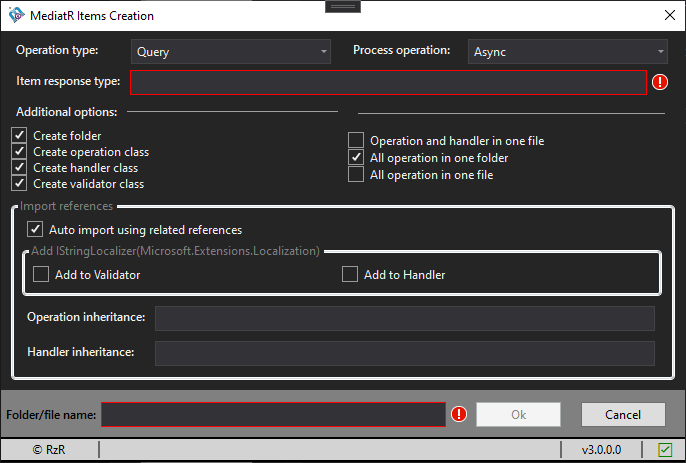 MediatR Items Creation
Operation type: Query Process operation: Async
Item response type:
Additional options:
Create folder
Create operation class
Create handler class
Create validator class
Operation and handler in one file
All operation in one folder
All operation in one file
Import references
Auto import using related references
Add IStringLocalizer(Microsoft.Extensions.Localization)
Add to Validator Add to Handler
Operation inheritance:
Handler inheritance:
Folder/file name: Ok Cancel
© RzR v3.0.0.0